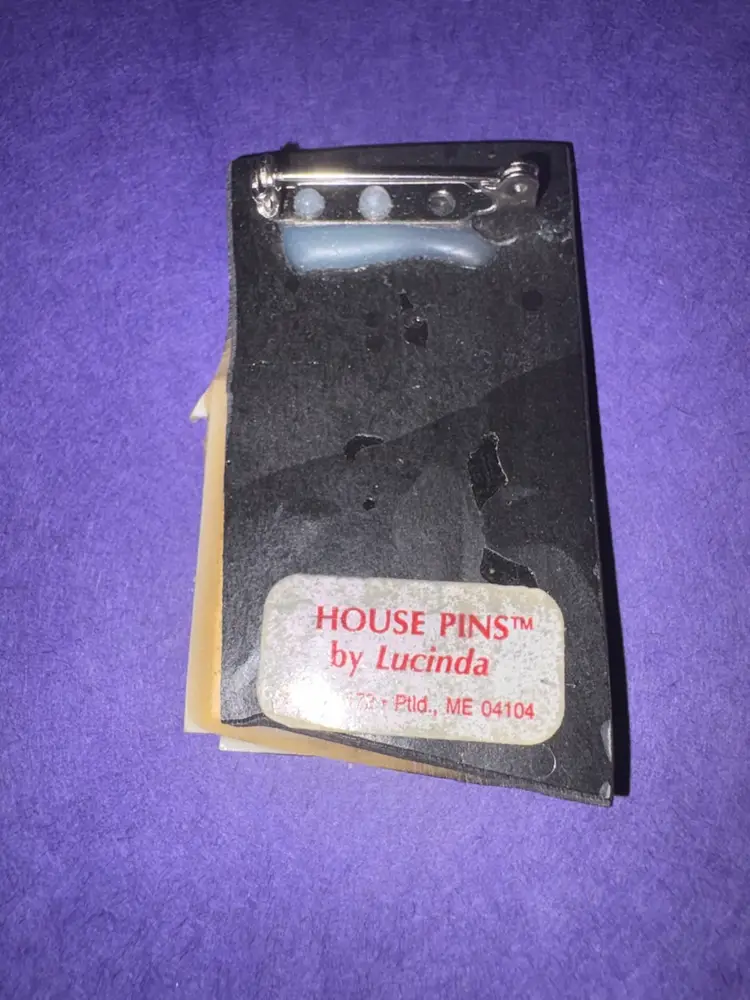 HOUSE PINS™
by Lucinda
Ptld., ME 04104